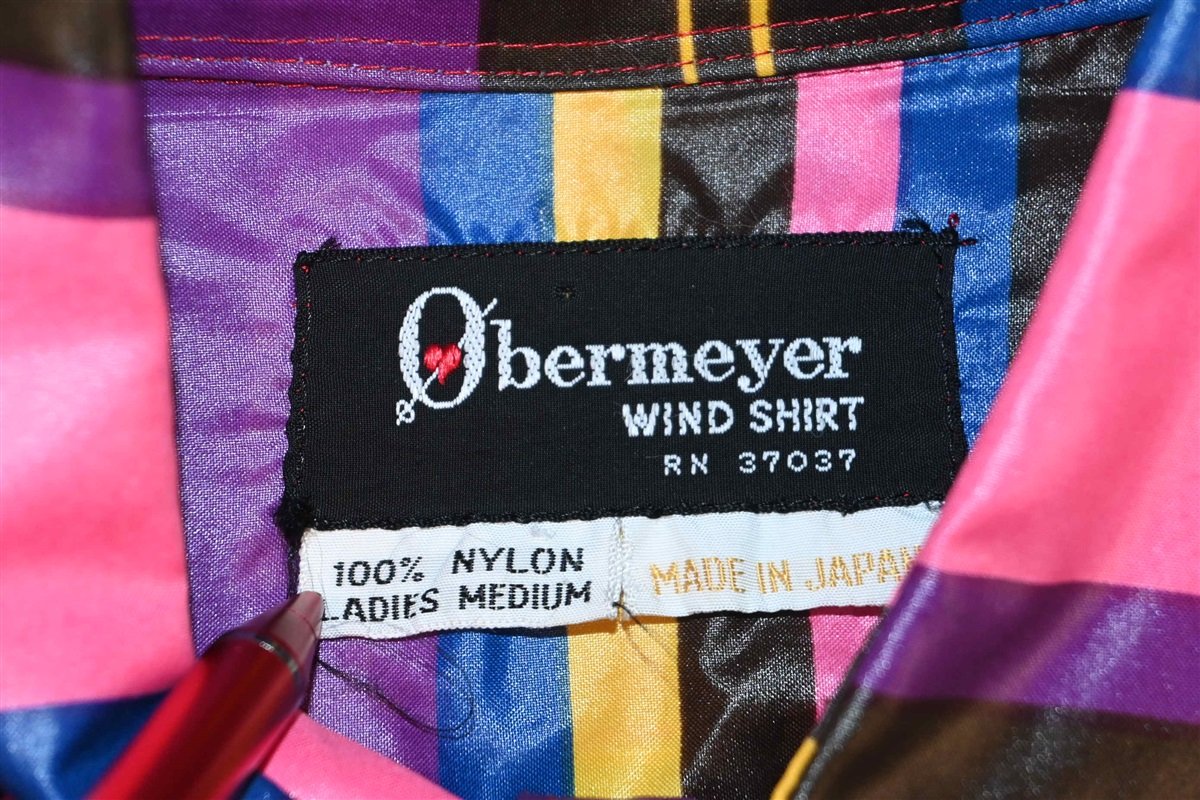 Obermeyer
WIND SHIRT
RN 37037
100% NYLON
LADIES MEDIUM
MADE IN JAPAN